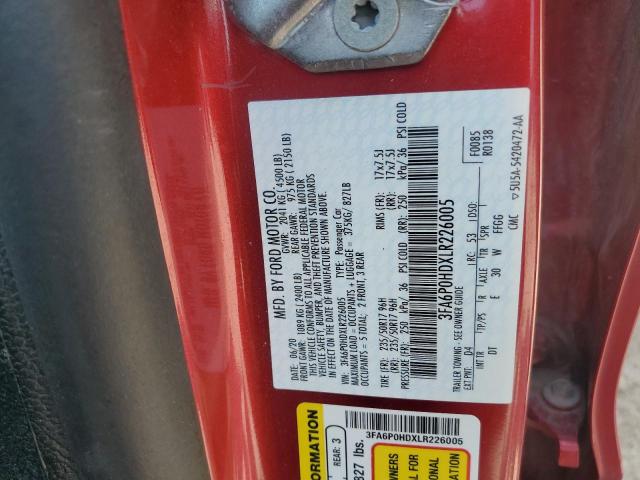 MFD. BY FORD MOTOR CO.
06/20 GVWR: 2041 KG ( 4500 LB)
FRONT GAWR: 1089 KG (2400LB) REAR GAWR: 975 KG ( 2150 LB)
THIS VEHICLE CONFORMS TO ALL APPLICABLE FEDERAL MOTOR
VEHICLE SAFETY, BUMPER, AND THEFT PREVENTION STANDARDS
IN EFFECT ON THE DATE OF MANUFACTURE SHOWN ABOVE.
VIN: 3FA6P0HDXLR226005 TYPE: Passenger Car
MAXIMUM LOAD = OCCUPANTS + LUGGAGE = 375KG/ 827LB
OCCUPANTS = 5 TOTAL; 2 FRONT, 3 REAR
TIRE (FR): 235/50R17 96H RIMS (FR): 17x7.5J
(RR): 235/50R17 96H (RR): 17x7.5J
PRESSURE (FR): 250 kPa/ 36 PSI COLD (RR): 250 kPa/ 36 PSI COLD
3FA6P0HDXLR226005
TRAILER TOWING - SEE OWNER GUIDE F0085
R0138
EXT PNT: D4 RC: 53 DSO:
INT TR TP/PS R AXLE TR SPR
DT E 30 W FFGG
CMC ▽5U5A-5420472-AA
3FA6P0HDXLR226005
FORMATION
REAR: 3
827 lbs.